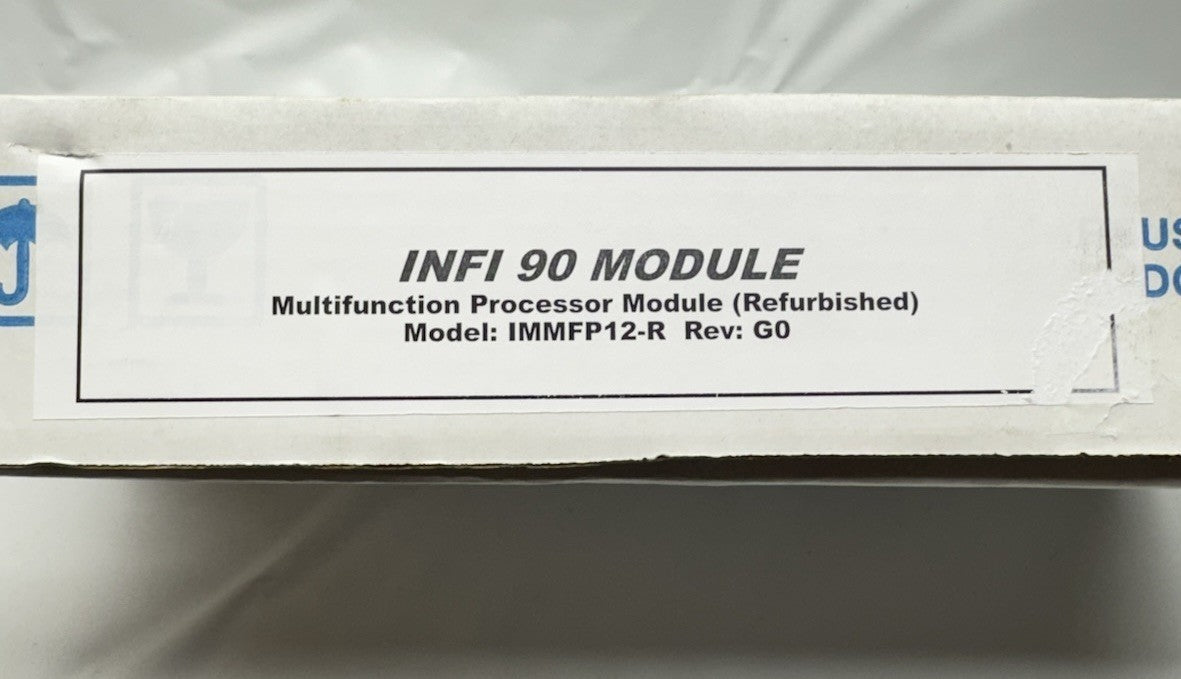 INFI 90 MODULE
Multifunction Processor Module (Refurbished)
Model: IMMFP12-R Rev: G0